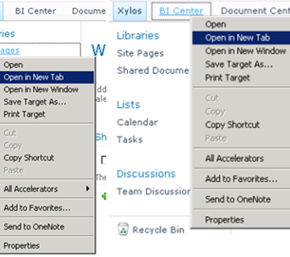 BI Center
Docume
raries
ages
Open
Open in New Tab
Open in New Window
Save Target As...
Print Target
Cut
Copy
Copy Shortcut
Paste
All Accelerators
Add to Favorites...
Send to OneNote
Properties
W
Sh
Xylos
BI Center
Document Cent
Libraries
Site Pages
Shared Docume
Lists
Calendar
Tasks
Discussions
Team Discussion
Recycle Bin
Open
Open in New Tab
Open in New Window
Save Target As...
Print Target
Cut
Copy
Copy Shortcut
Paste
All Accelerators
Add to Favorites...
Send to OneNote
Properties